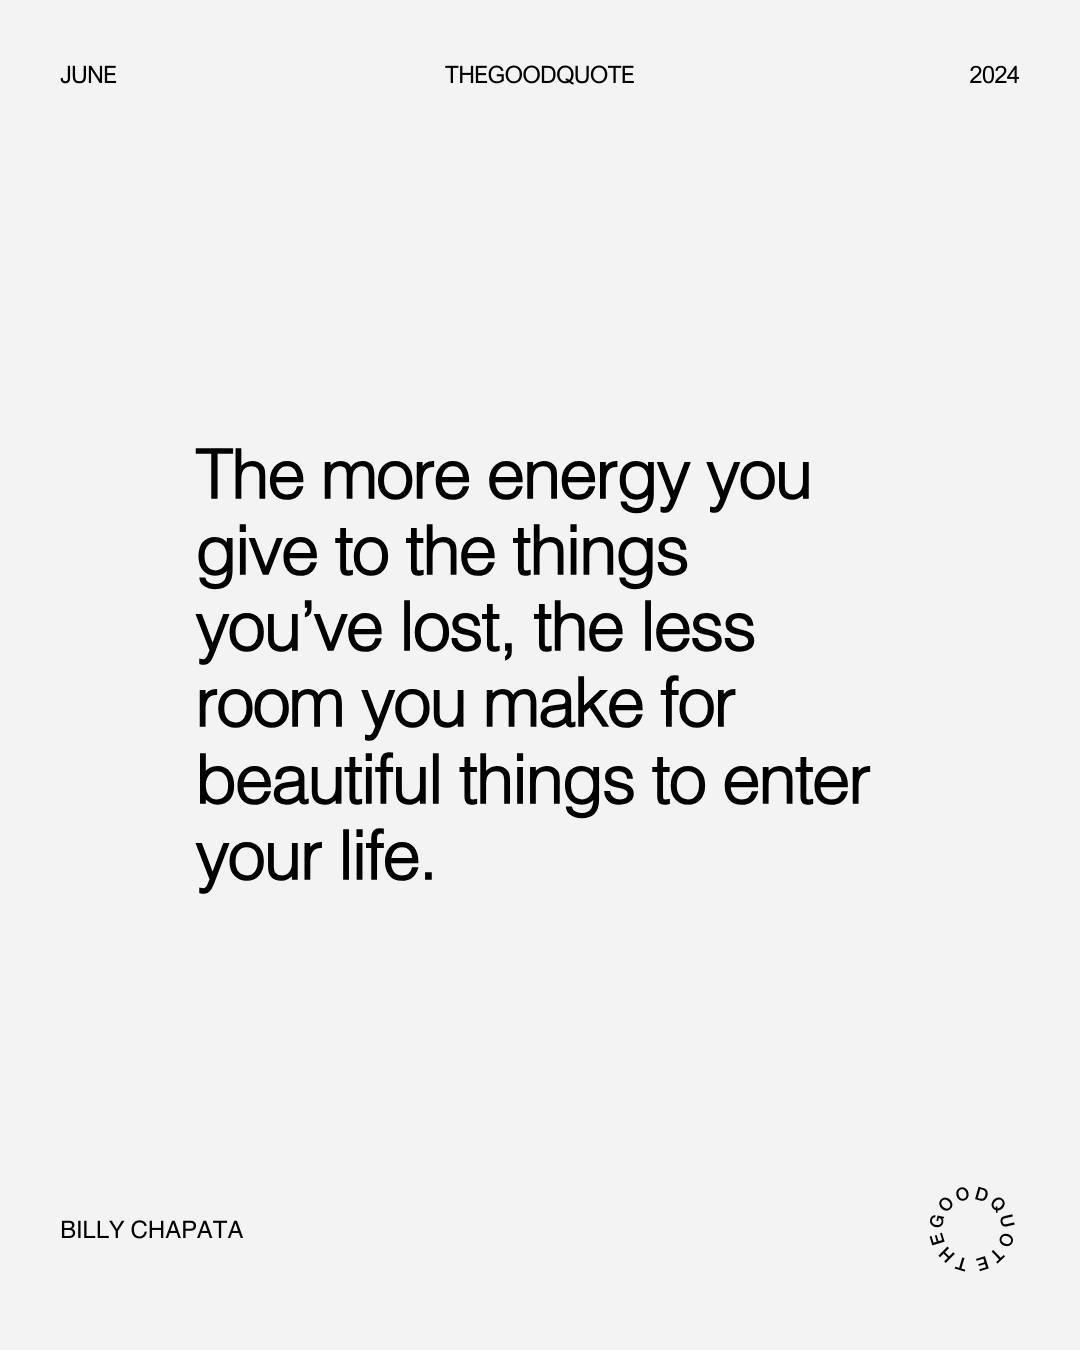 JUNE THEGOODQUOTE 2024
The more energy you
give to the things
you’ve lost, the less
room you make for
beautiful things to enter
your life.
BILLY CHAPATA
THEGOODQUOTE